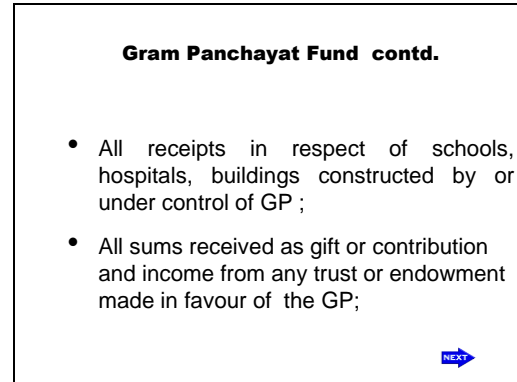 Gram Panchayat Fund contd.
• All receipts in respect of schools,
hospitals, buildings constructed by or
under control of GP ;
• All sums received as gift or contribution
and income from any trust or endowment
made in favour of the GP;
NEXT